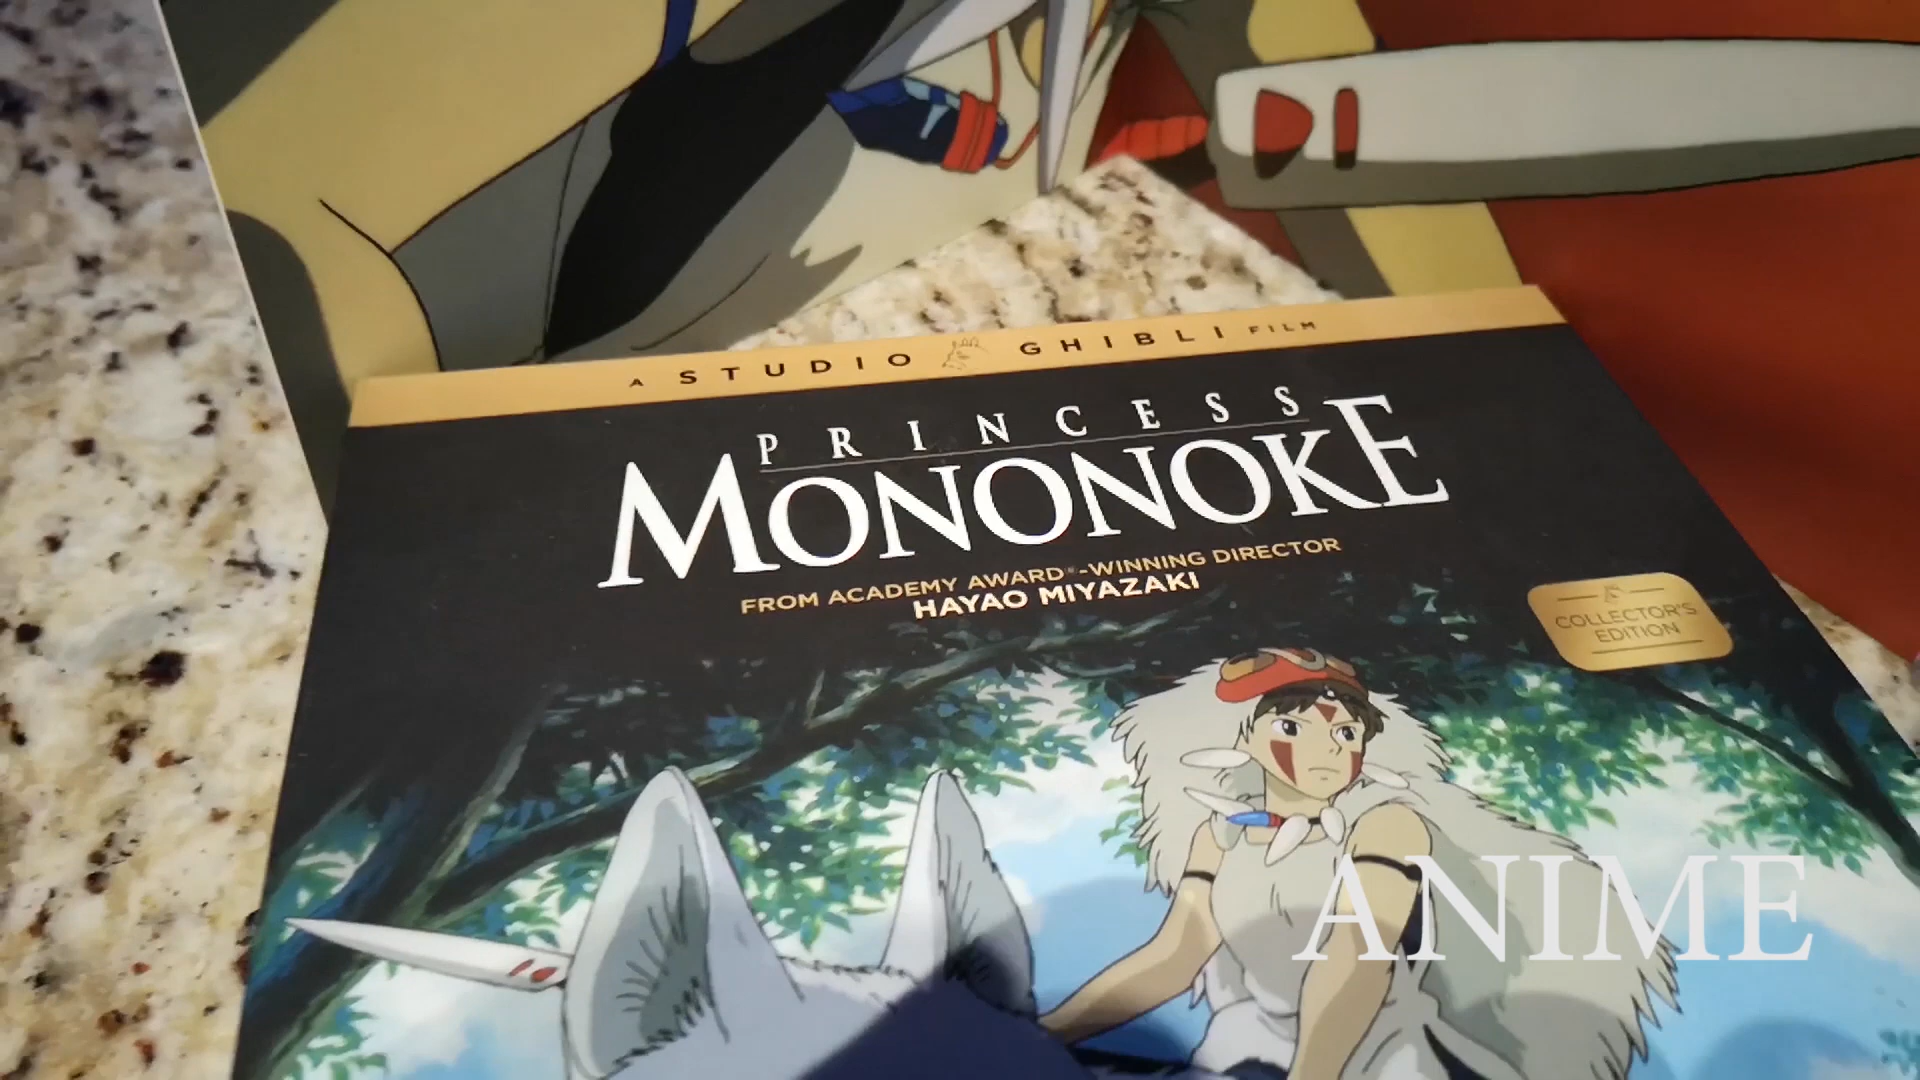 A STUDIO GHIBLI FILM
PRINCESS
MONONOKE
FROM ACADEMY AWARD®-WINNING DIRECTOR
HAYAO MIYAZAKI
COLLECTOR'S
EDITION
ANIME